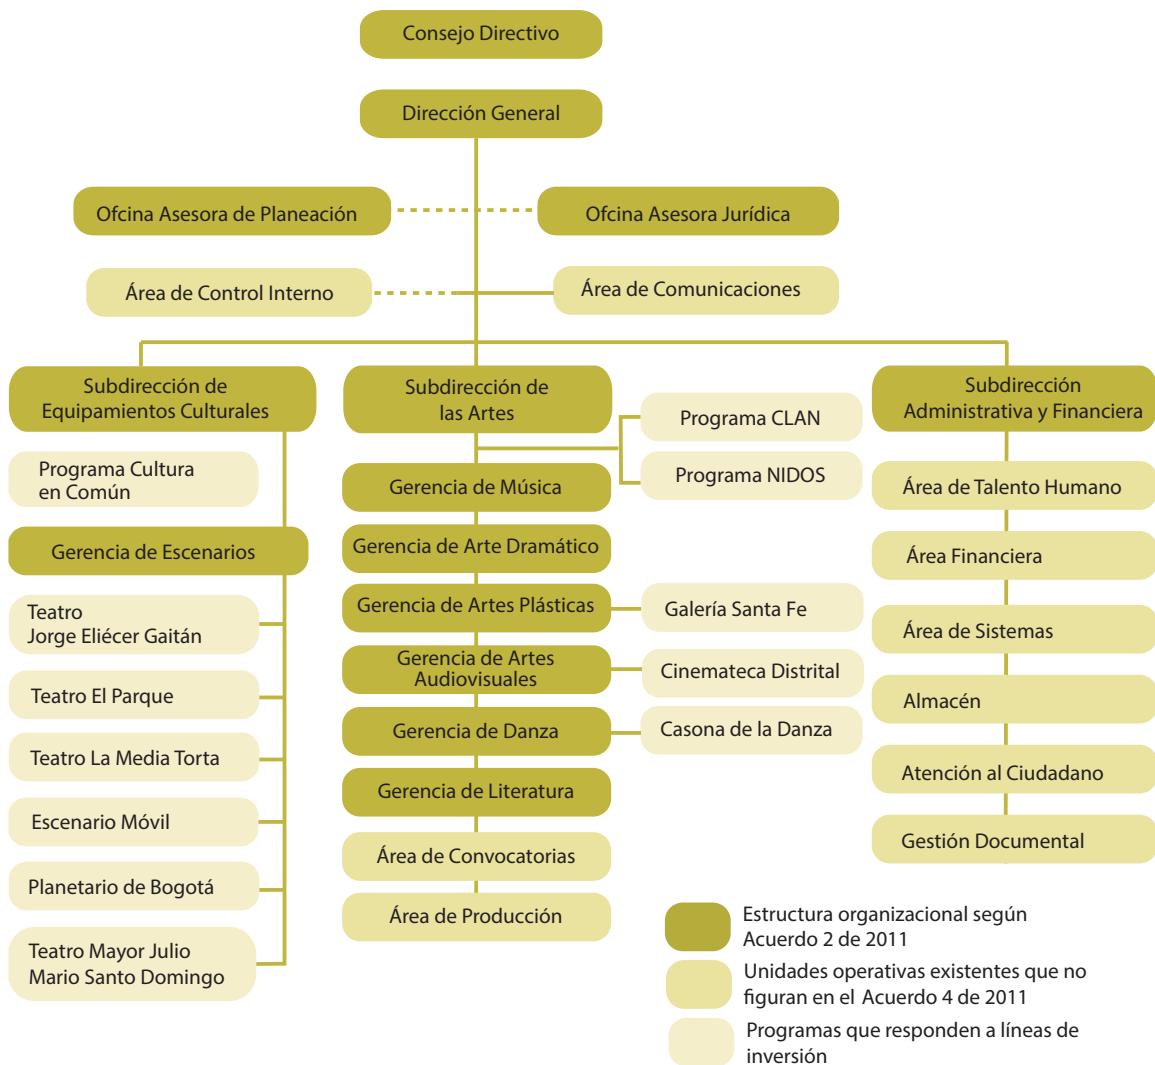 Consejo Directivo
Dirección General
Ofcina Asesora de Planeación
Ofcina Asesora Jurídica
Área de Control Interno
Área de Comunicaciones
Subdirección de
Equipamientos Culturales
Programa Cultura
en Común
Gerencia de Escenarios
Teatro
Jorge Eliécer Gaitán
Teatro El Parque
Teatro La Media Torta
Escenario Móvil
Planetario de Bogotá
Teatro Mayor Julio
Mario Santo Domingo
Subdirección de
las Artes
Programa CLAN
Programa NIDOS
Gerencia de Música
Gerencia de Arte Dramático
Gerencia de Artes Plásticas
Galería Santa Fe
Gerencia de Artes
Audiovisuales
Cinemateca Distrital
Gerencia de Danza
Casona de la Danza
Gerencia de Literatura
Área de Convocatorias
Área de Producción
Subdirección
Administrativa y Financiera
Área de Talento Humano
Área Financiera
Área de Sistemas
Almacén
Atención al Ciudadano
Gestión Documental
Estructura organizacional según
Acuerdo 2 de 2011
Unidades operativas existentes que no
figuran en el Acuerdo 4 de 2011
Programas que responden a líneas de
inversión